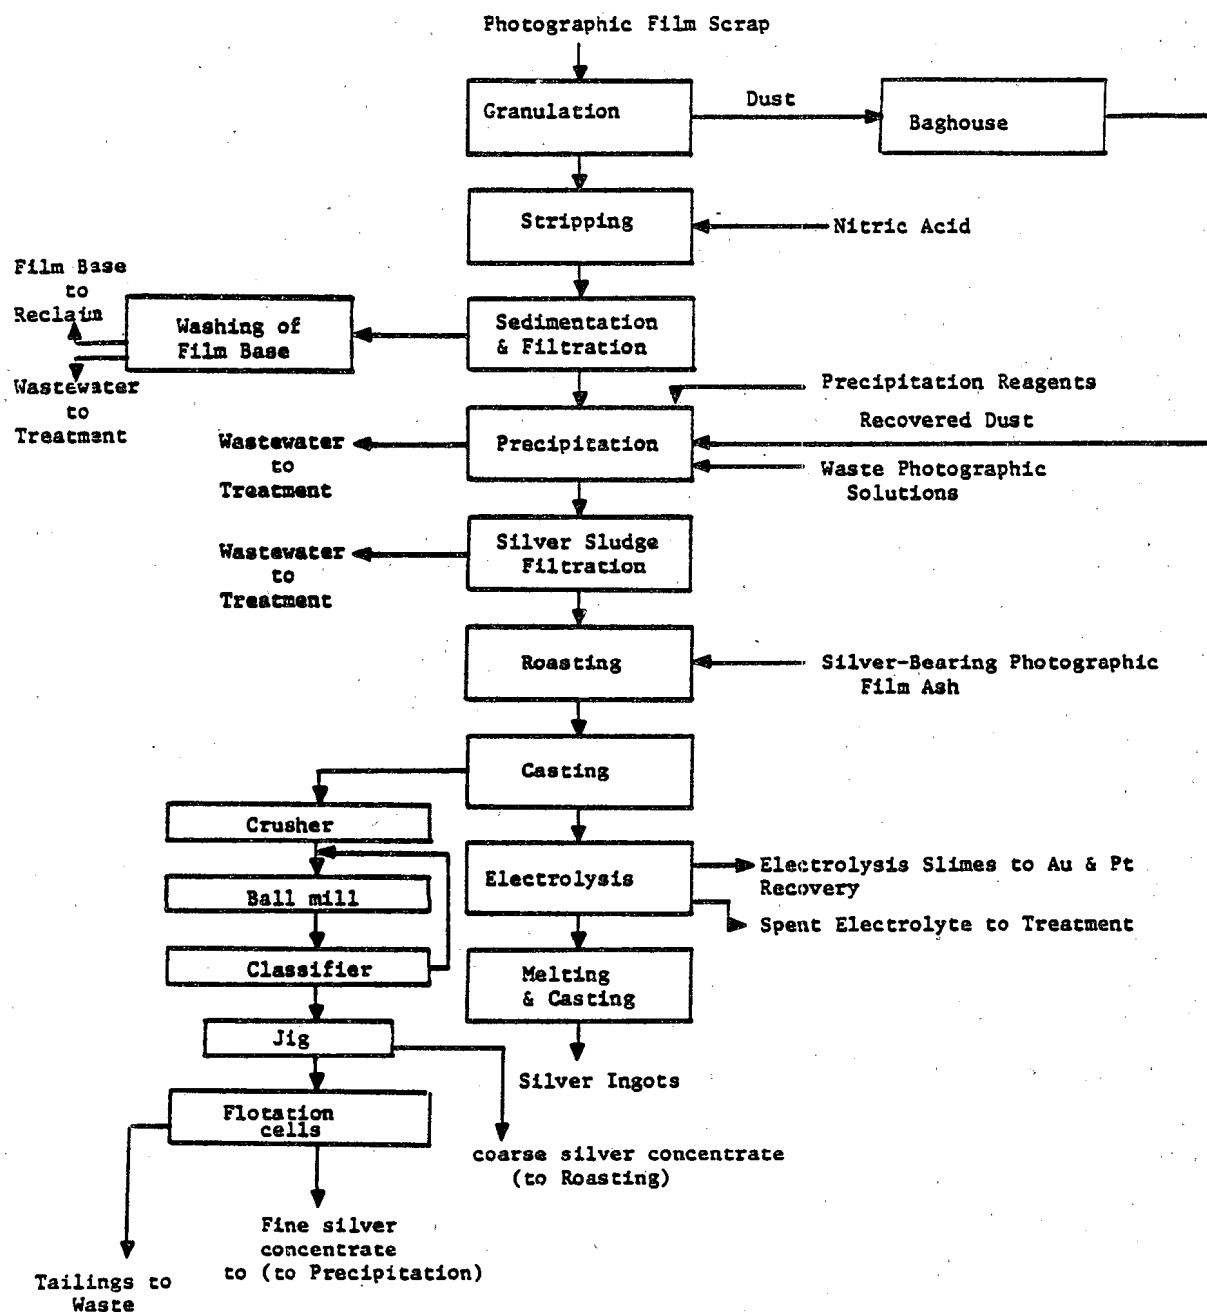 Photographic Film Scrap
Granulation
Dust
Baghouse
Stripping
Nitric Acid
Film Base
to
Reclaim
Washing of
Film Base
Sedimentation
& Filtration
Wastewater
to
Treatment
Precipitation Reagents
Recovered Dust
Precipitation
Wastewater
to
Treatment
Waste Photographic
Solutions
Silver Sludge
Filtration
Wastewater
to
Treatment
Roasting
Silver-Bearing Photographic
Film Ash
Casting
Crusher
Electrolysis
Electrolysis Slimes to Au & Pt
Recovery
Spent Electrolyte to Treatment
Ball mill
Classifier
Melting
& Casting
Jig
Silver Ingots
Flotation
cells
coarse silver concentrate
(to Roasting)
Fine silver
concentrate
to (to Precipitation)
Tailings to
Waste